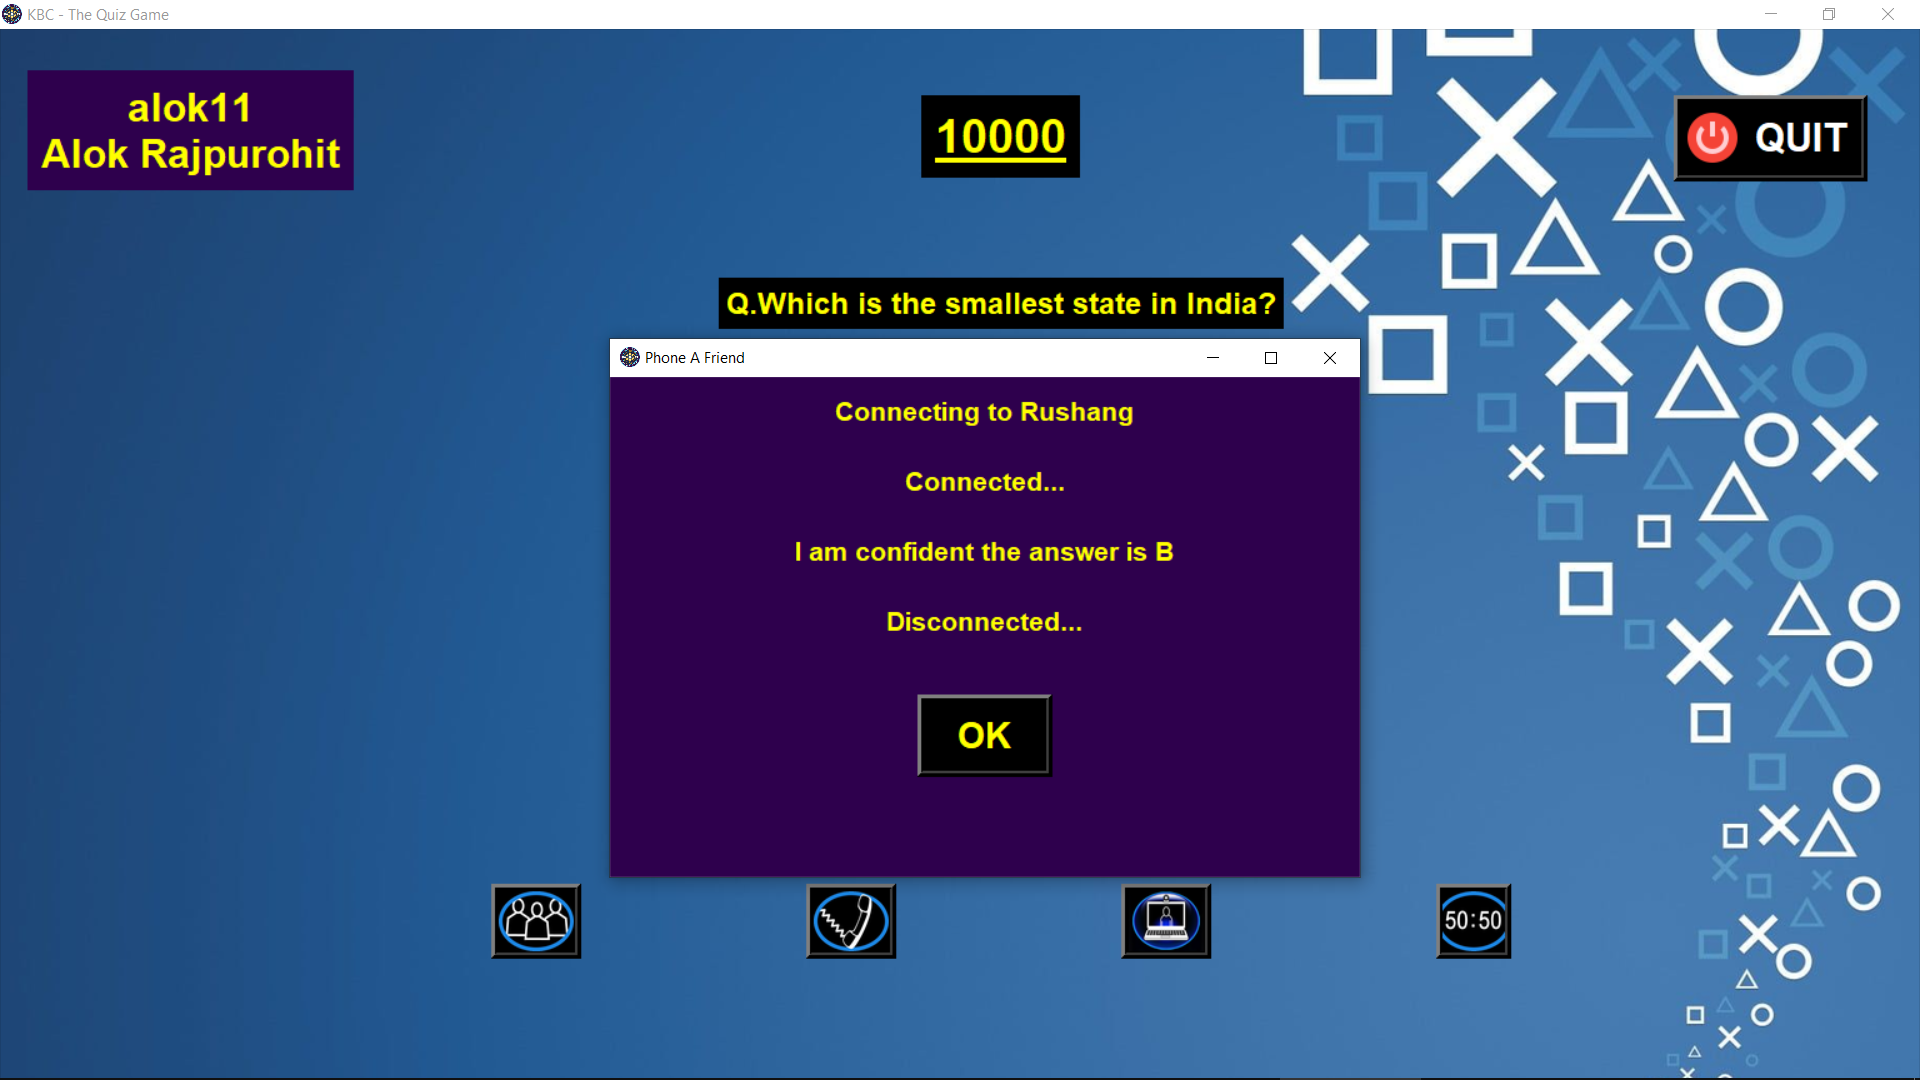 KBC - The Quiz Game
alok11
Alok Rajpurohit
10000
QUIT
Q.Which is the smallest state in India?
Phone A Friend
Connecting to Rushang
Connected...
I am confident the answer is B
Disconnected...
OK
50:50